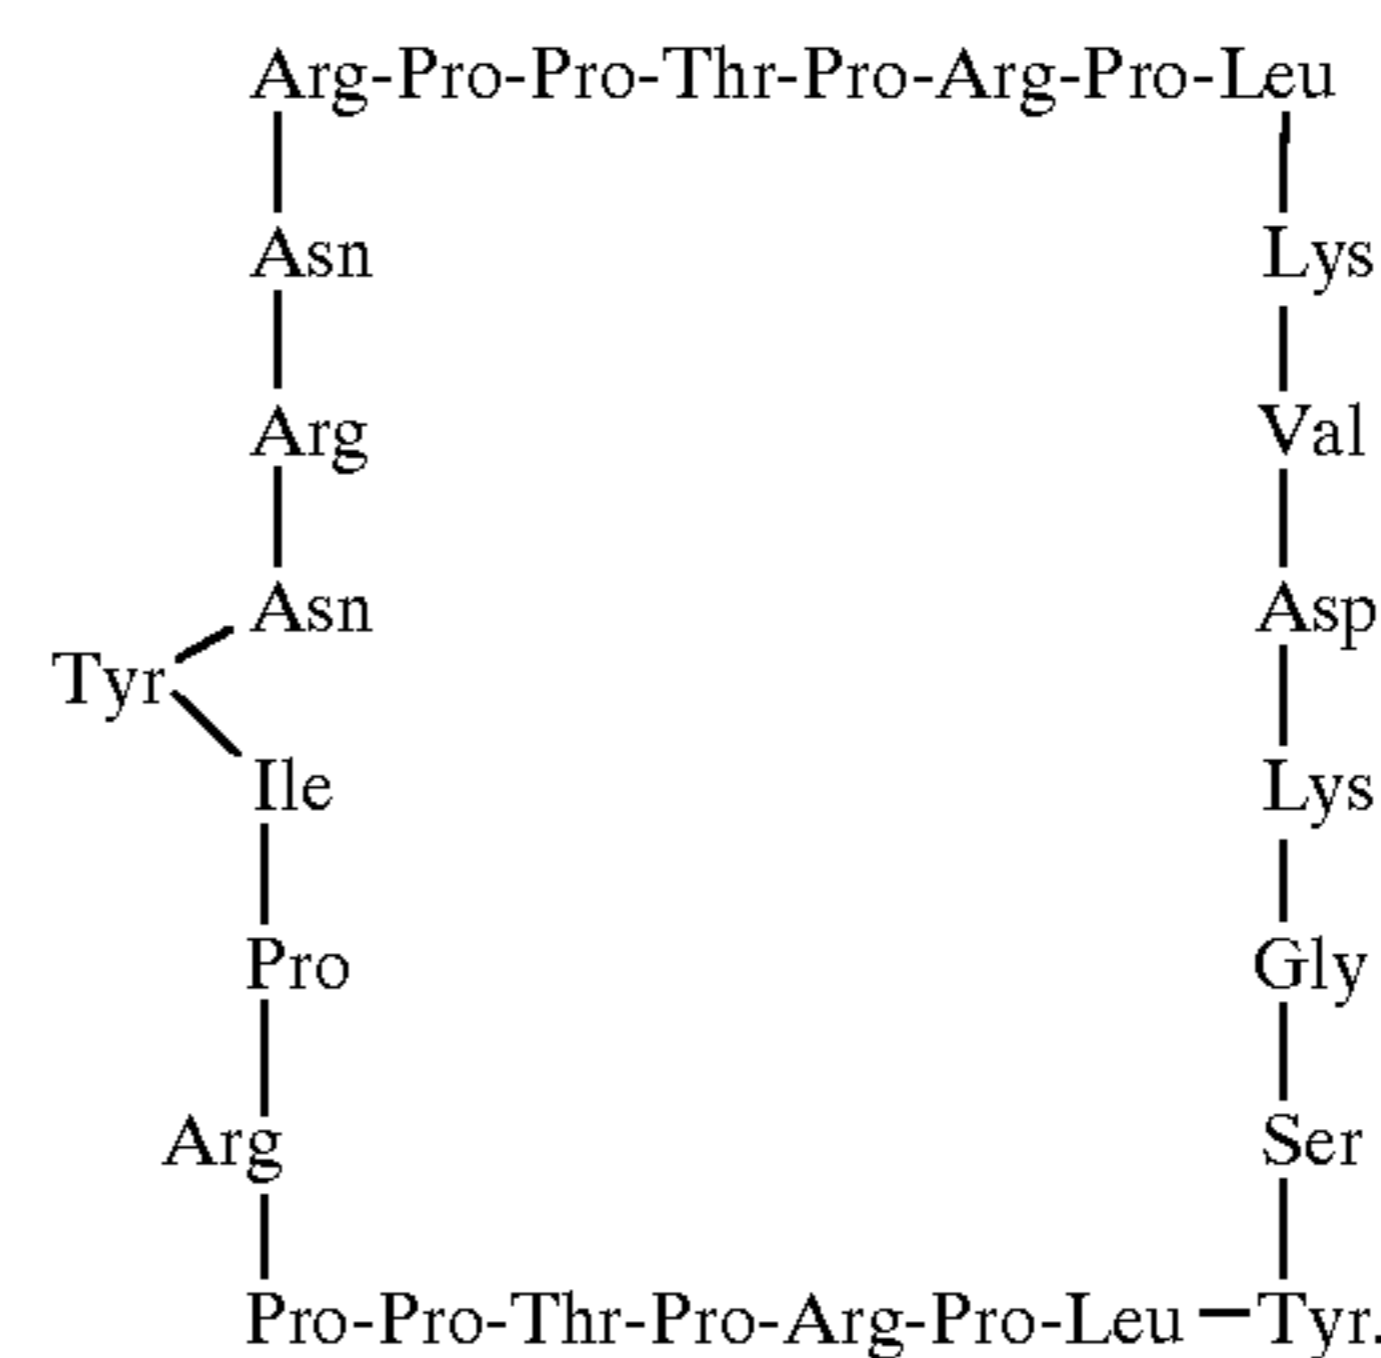 Arg-Pro-Pro-Thr-Pro-Arg-Pro-Leu
Asn Lys
Arg Val
Asn Asp
Tyr
Ile Lys
Pro Gly
Arg Ser
Pro-Pro-Thr-Pro-Arg-Pro-Leu-Tyr.